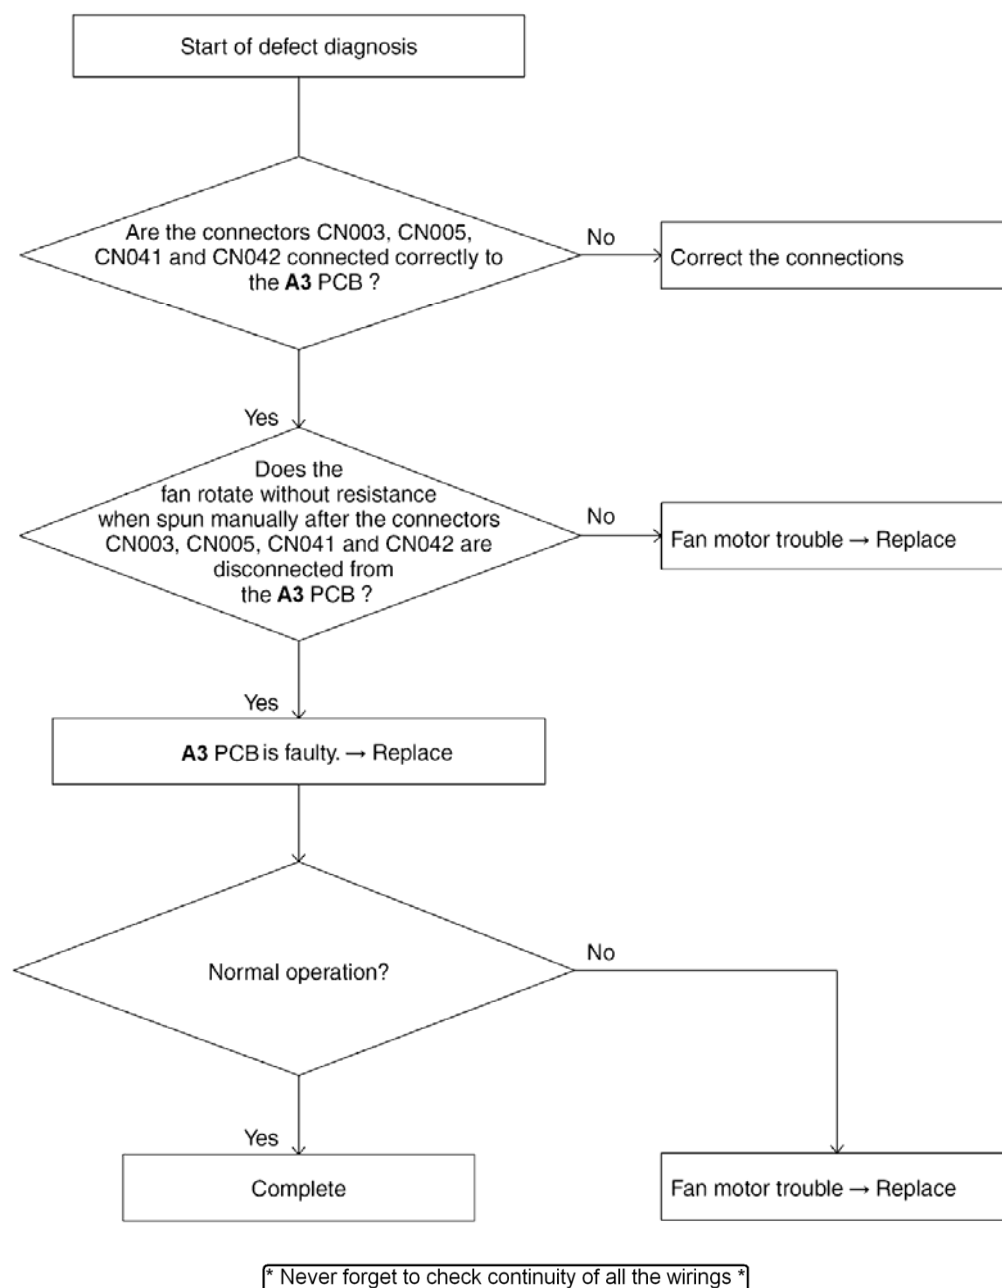 Start of defect diagnosis
Are the connectors CN003, CN005,
CN041 and CN042 connected correctly to
the A3 PCB ?
No
Correct the connections
Yes
Does the
fan rotate without resistance
when spun manually after the connectors
CN003, CN005, CN041 and CN042 are
disconnected from
the A3 PCB ?
No
Fan motor trouble → Replace
Yes
A3 PCB is faulty. → Replace
Normal operation?
No
Yes
Complete
Fan motor trouble → Replace
* Never forget to check continuity of all the wirings *